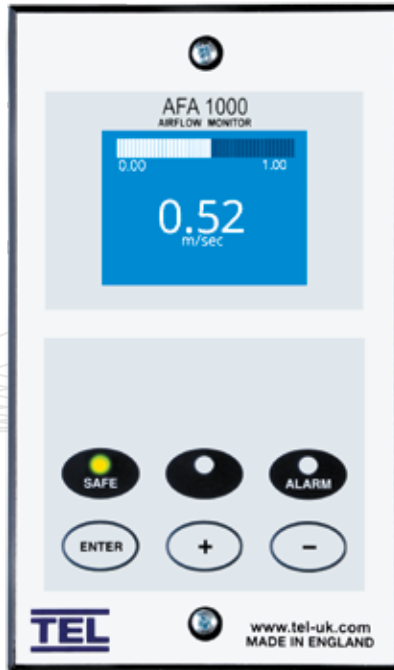 AFA 1000
AIRFLOW MONITOR
0.00 1.00
0.52
m/sec
SAFE ALARM
ENTER + -
TEL
www.tel-uk.com
MADE IN ENGLAND